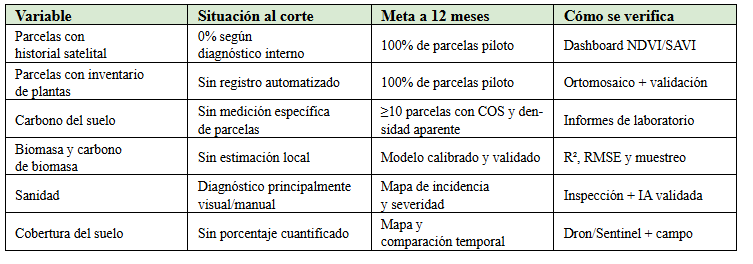 Variable Situación al corte Meta a 12 meses Cómo se verifica
Parcelas con
historial satelital
0% según
diagnóstico interno
100% de parcelas piloto
Dashboard NDVI/SAVI
Parcelas con inventario
de plantas
Sin registro automatizado
100% de parcelas piloto
Ortomosaico + validación
Carbono del suelo
Sin medición específica
de parcelas
≥10 parcelas con COS y den-
sidad aparente
Informes de laboratorio
Biomasa y carbono
de biomasa
Sin estimación local
Modelo calibrado y validado
R², RMSE y muestreo
Sanidad
Diagnóstico principalmente
visual/manual
Mapa de incidencia
y severidad
Inspección + IA validada
Cobertura del suelo
Sin porcentaje cuantificado
Mapa y
comparación temporal
Dron/Sentinel + campo